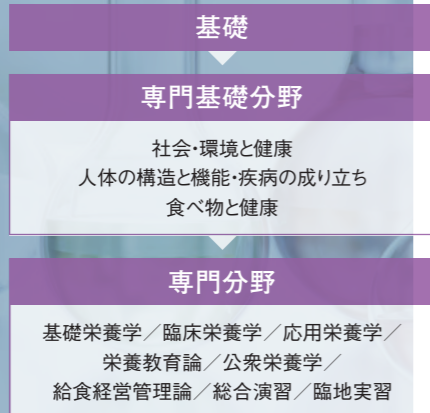 基礎
専門基礎分野
社会・環境と健康
人体の構造と機能・疾病の成り立ち
食べ物と健康
専門分野
基礎栄養学／臨床栄養学／応用栄養学／
栄養教育論／公衆栄養学／
給食経営管理論／総合演習／臨地実習